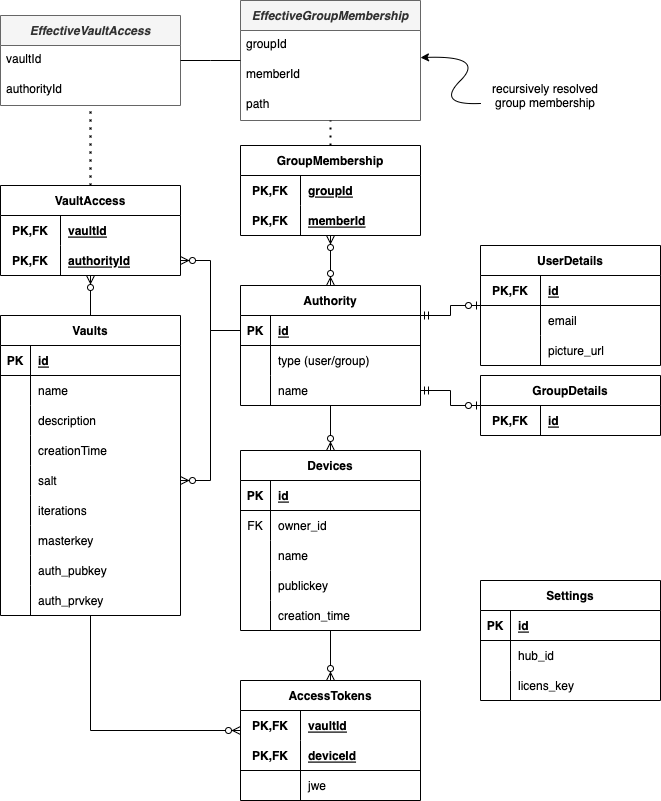 EffectiveVaultAccess
vaultId
authorityId
EffectiveGroupMembership
groupId
memberId
path
recursively resolved
group membership
GroupMembership
PK,FK groupId
PK,FK memberId
VaultAccess
PK,FK vaultId
PK,FK authorityId
UserDetails
PK,FK id
email
picture_url
Authority
PK id
type (user/group)
name
Vaults
PK id
name
description
creationTime
salt
iterations
masterkey
auth_pubkey
auth_prvkey
GroupDetails
PK,FK id
Devices
PK id
FK owner_id
name
publickey
creation_time
Settings
PK id
hub_id
licens_key
AccessTokens
PK,FK vaultId
PK,FK deviceId
jwe